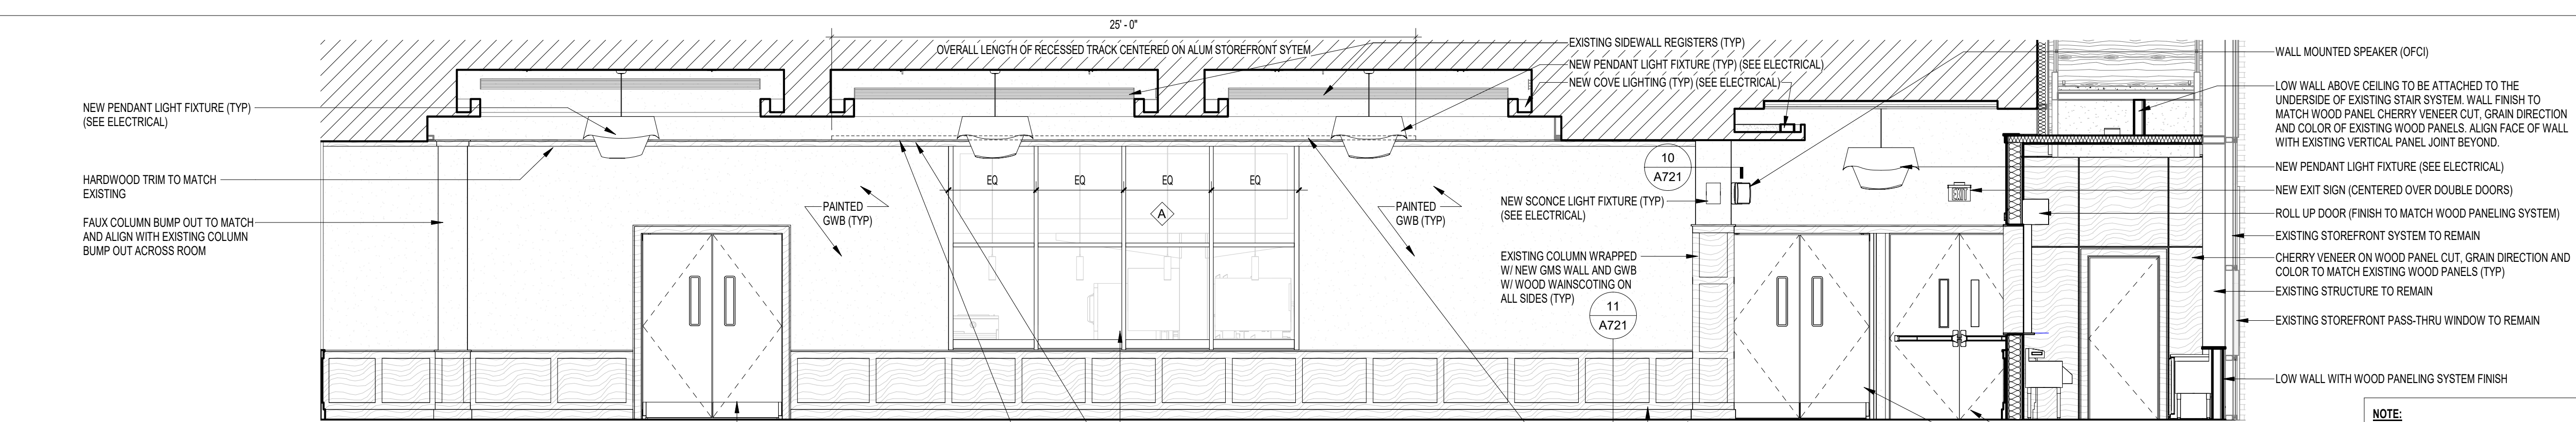 25' - 0"
OVERALL LENGTH OF RECESSED TRACK CENTERED ON ALUM STOREFRONT SYTEM
EXISTING SIDEWALL REGISTERS (TYP)
NEW PENDANT LIGHT FIXTURE (TYP) (SEE ELECTRICAL)
NEW COVE LIGHTING (TYP) (SEE ELECTRICAL)
NEW PENDANT LIGHT FIXTURE (TYP)
(SEE ELECTRICAL)
HARDWOOD TRIM TO MATCH
EXISTING
FAUX COLUMN BUMP OUT TO MATCH
AND ALIGN WITH EXISTING COLUMN
BUMP OUT ACROSS ROOM
PAINTED
GWB (TYP)
EQ
EQ
EQ
EQ
A
PAINTED
GWB (TYP)
10
A721
NEW SCONCE LIGHT FIXTURE (TYP)
(SEE ELECTRICAL)
EXISTING COLUMN WRAPPED
W/ NEW GMS WALL AND GWB
W/ WOOD WAINSCOTING ON
ALL SIDES (TYP)
11
A721
EXIT
WALL MOUNTED SPEAKER (OFCI)
LOW WALL ABOVE CEILING TO BE ATTACHED TO THE
UNDERSIDE OF EXISTING STAIR SYSTEM. WALL FINISH TO
MATCH WOOD PANEL CHERRY VENEER CUT, GRAIN DIRECTION
AND COLOR OF EXISTING WOOD PANELS. ALIGN FACE OF WALL
WITH EXISTING VERTICAL PANEL JOINT BEYOND.
NEW PENDANT LIGHT FIXTURE (SEE ELECTRICAL)
NEW EXIT SIGN (CENTERED OVER DOUBLE DOORS)
ROLL UP DOOR (FINISH TO MATCH WOOD PANELING SYSTEM)
EXISTING STOREFRONT SYSTEM TO REMAIN
CHERRY VENEER ON WOOD PANEL CUT, GRAIN DIRECTION AND
COLOR TO MATCH EXISTING WOOD PANELS (TYP)
EXISTING STRUCTURE TO REMAIN
EXISTING STOREFRONT PASS-THRU WINDOW TO REMAIN
LOW WALL WITH WOOD PANELING SYSTEM FINISH
NOTE: